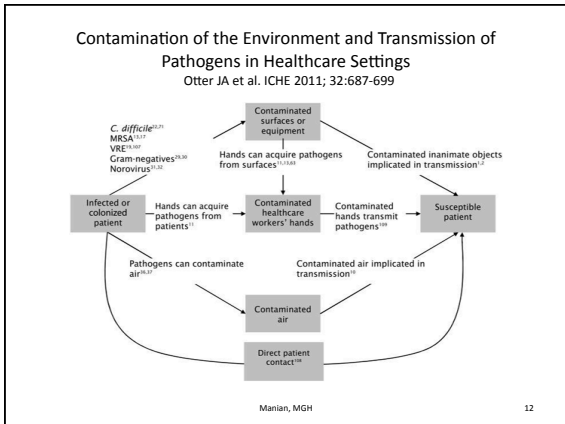 Contamination of the Environment and Transmission of
Pathogens in Healthcare Settings
Otter JA et al. ICHE 2011; 32:687-699
Contaminated
surfaces or
equipment
C. difficile
MRSA
VRE
Gram-negatives
Norovirus
Hands can acquire pathogens
from surfaces
Contaminated inanimate objects
implicated in transmission
Infected or
colonized
patient
Hands can acquire
pathogens from
patients
Contaminated
healthcare
workers' hands
Contaminated
hands transmit
pathogens
Susceptible
patient
Pathogens can contaminate
air
Contaminated air implicated in
transmission
Contaminated
air
Direct patient
contact
Manian, MGH
12